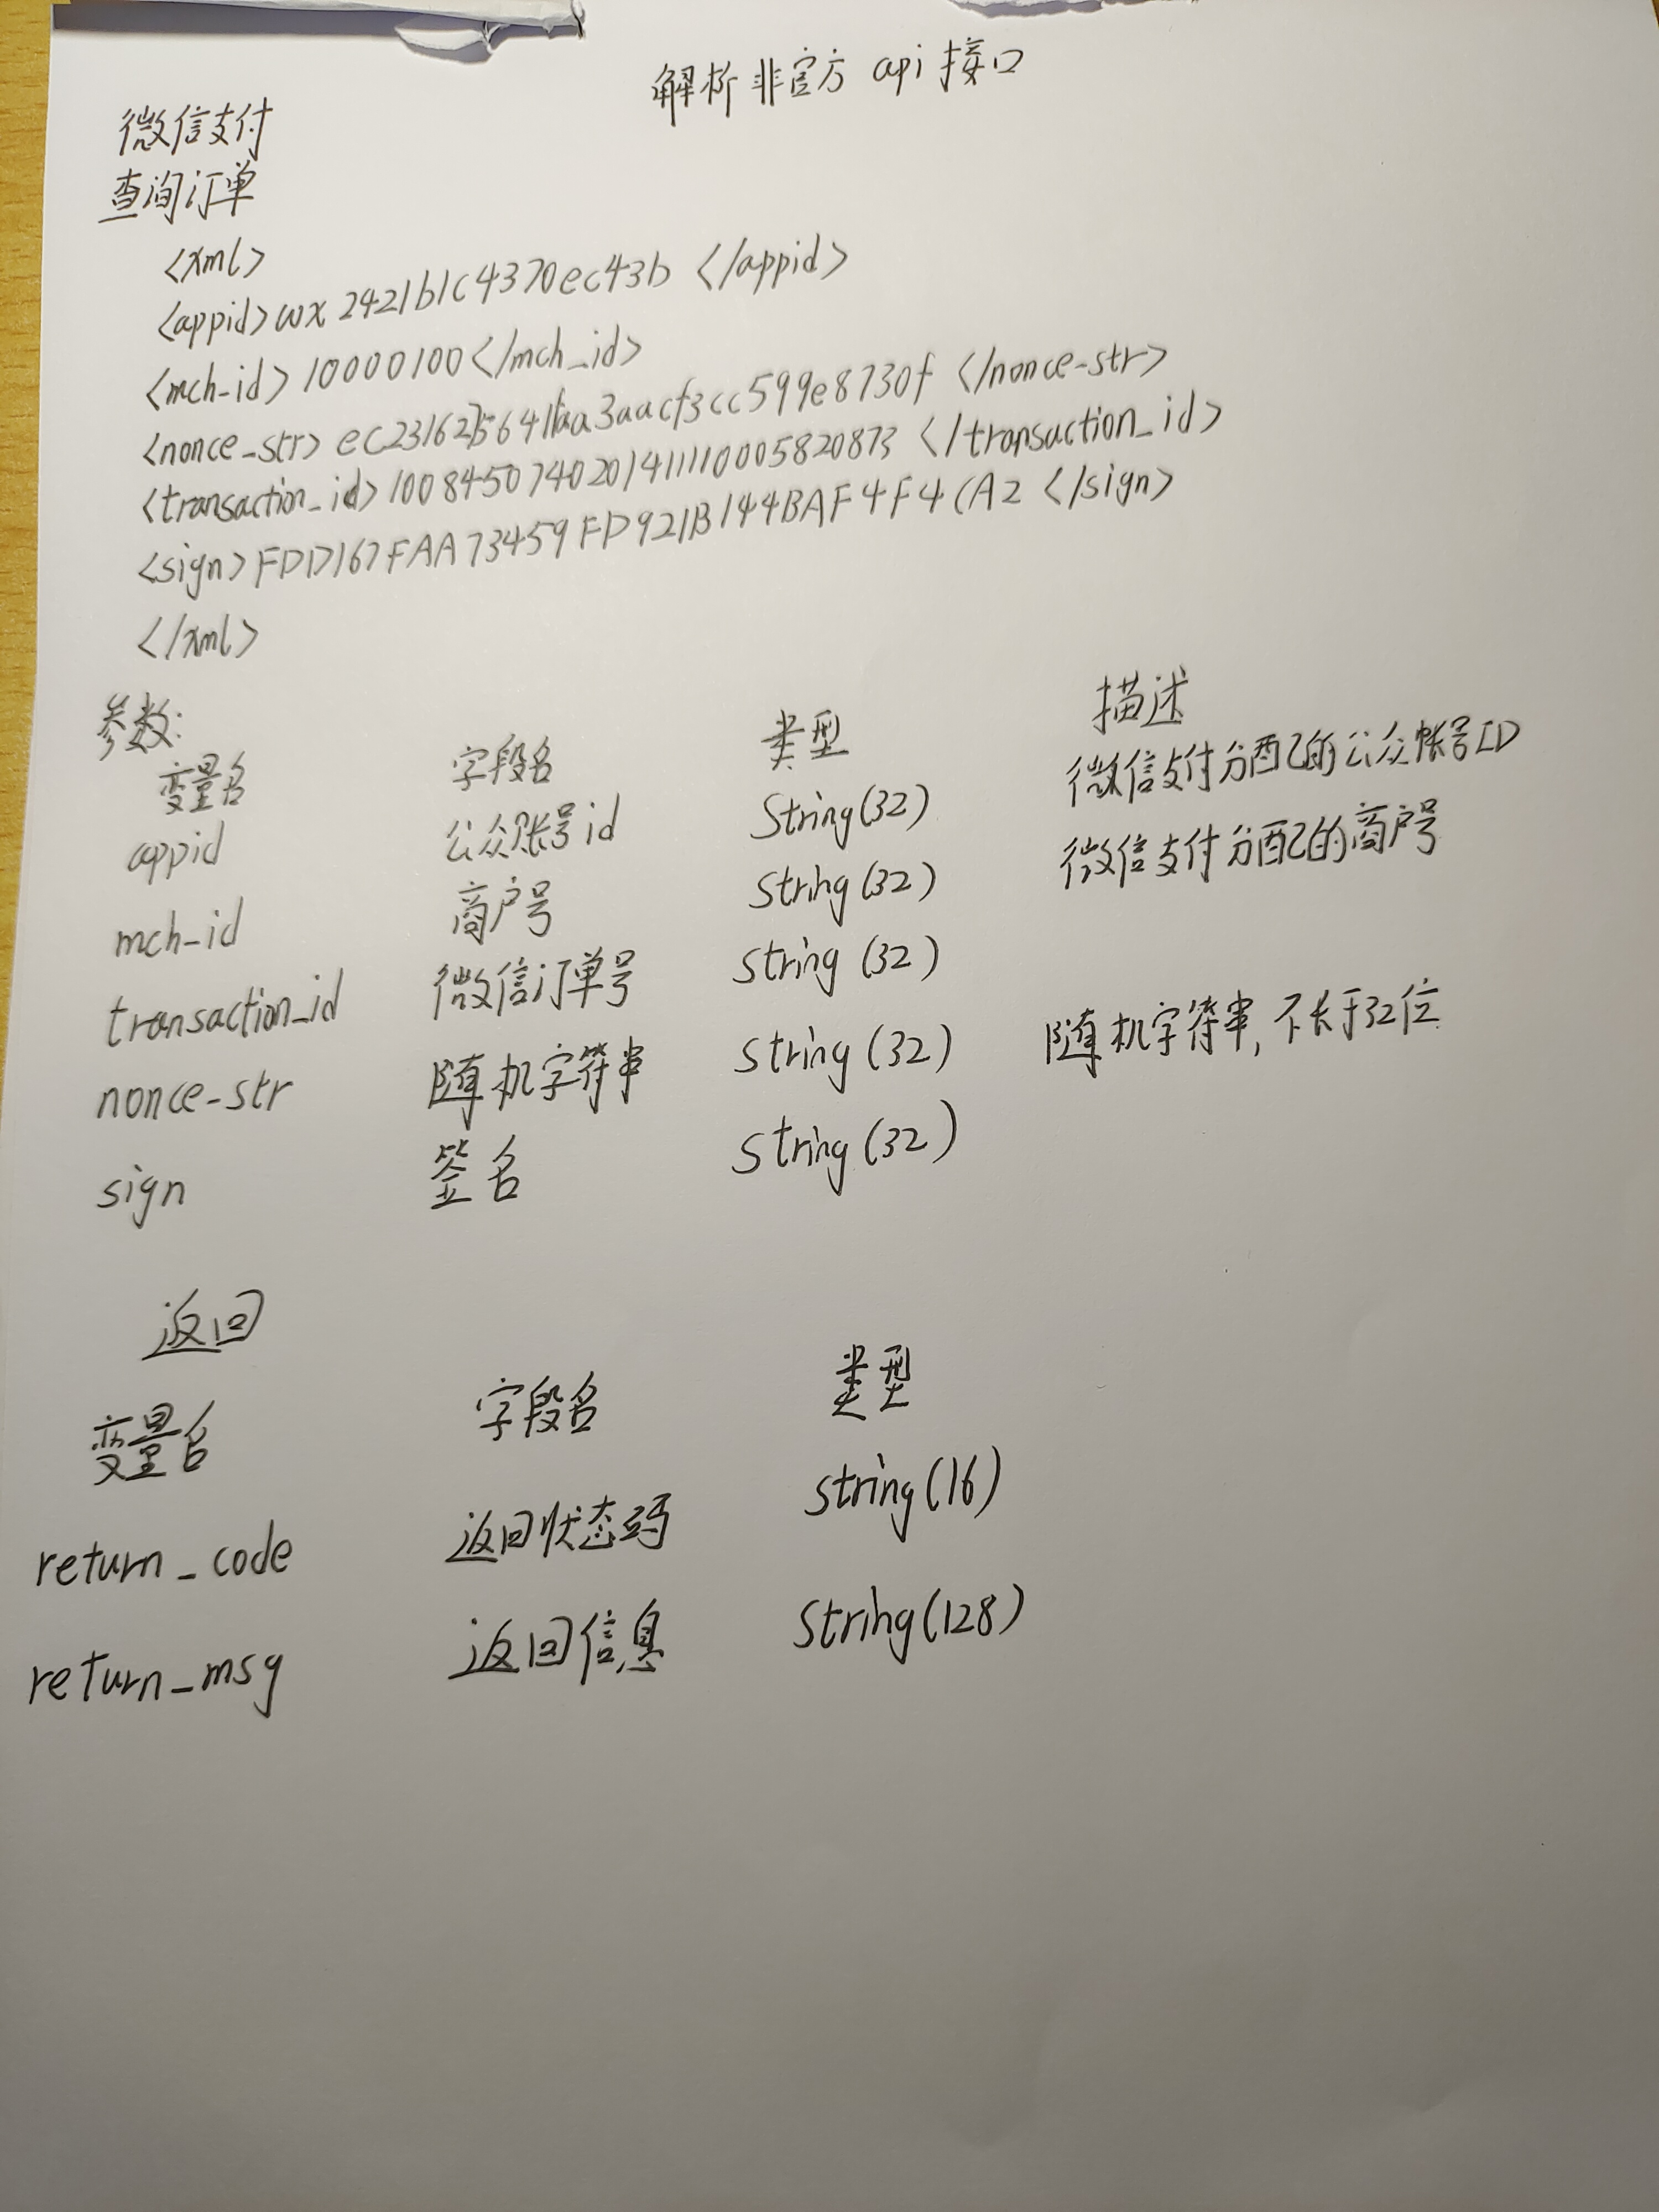 解析非官方 api接口
微信支付
查询订单
<xml>
<appid>wx2421b1c4370ec43b </appid>
<mch-id>10000100</mch_id>
<nonce-str> ec231625641faa3aacf3cc599e8730f </nonce-str>
<transaction_id>1008450740201411110005820873 </transaction_id>
<sign>FDD167FAA73459FD921B144BAF4F4CA2 </sign>
</xml>
参数:
变量名 字段名 类型 描述
appid 公众账号id String(32) 微信支付分配的公众帐号ID
mch-id 商户号 String(32) 微信支付分配的商户号
transaction_id 微信订单号 String(32)
nonce-str 随机字符串 String(32) 随机字符串,不长于32位
sign 签名 String(32)
返回
变量名 字段名 类型
return_code 返回状态码 String(16)
return_msg 返回信息 String(128)